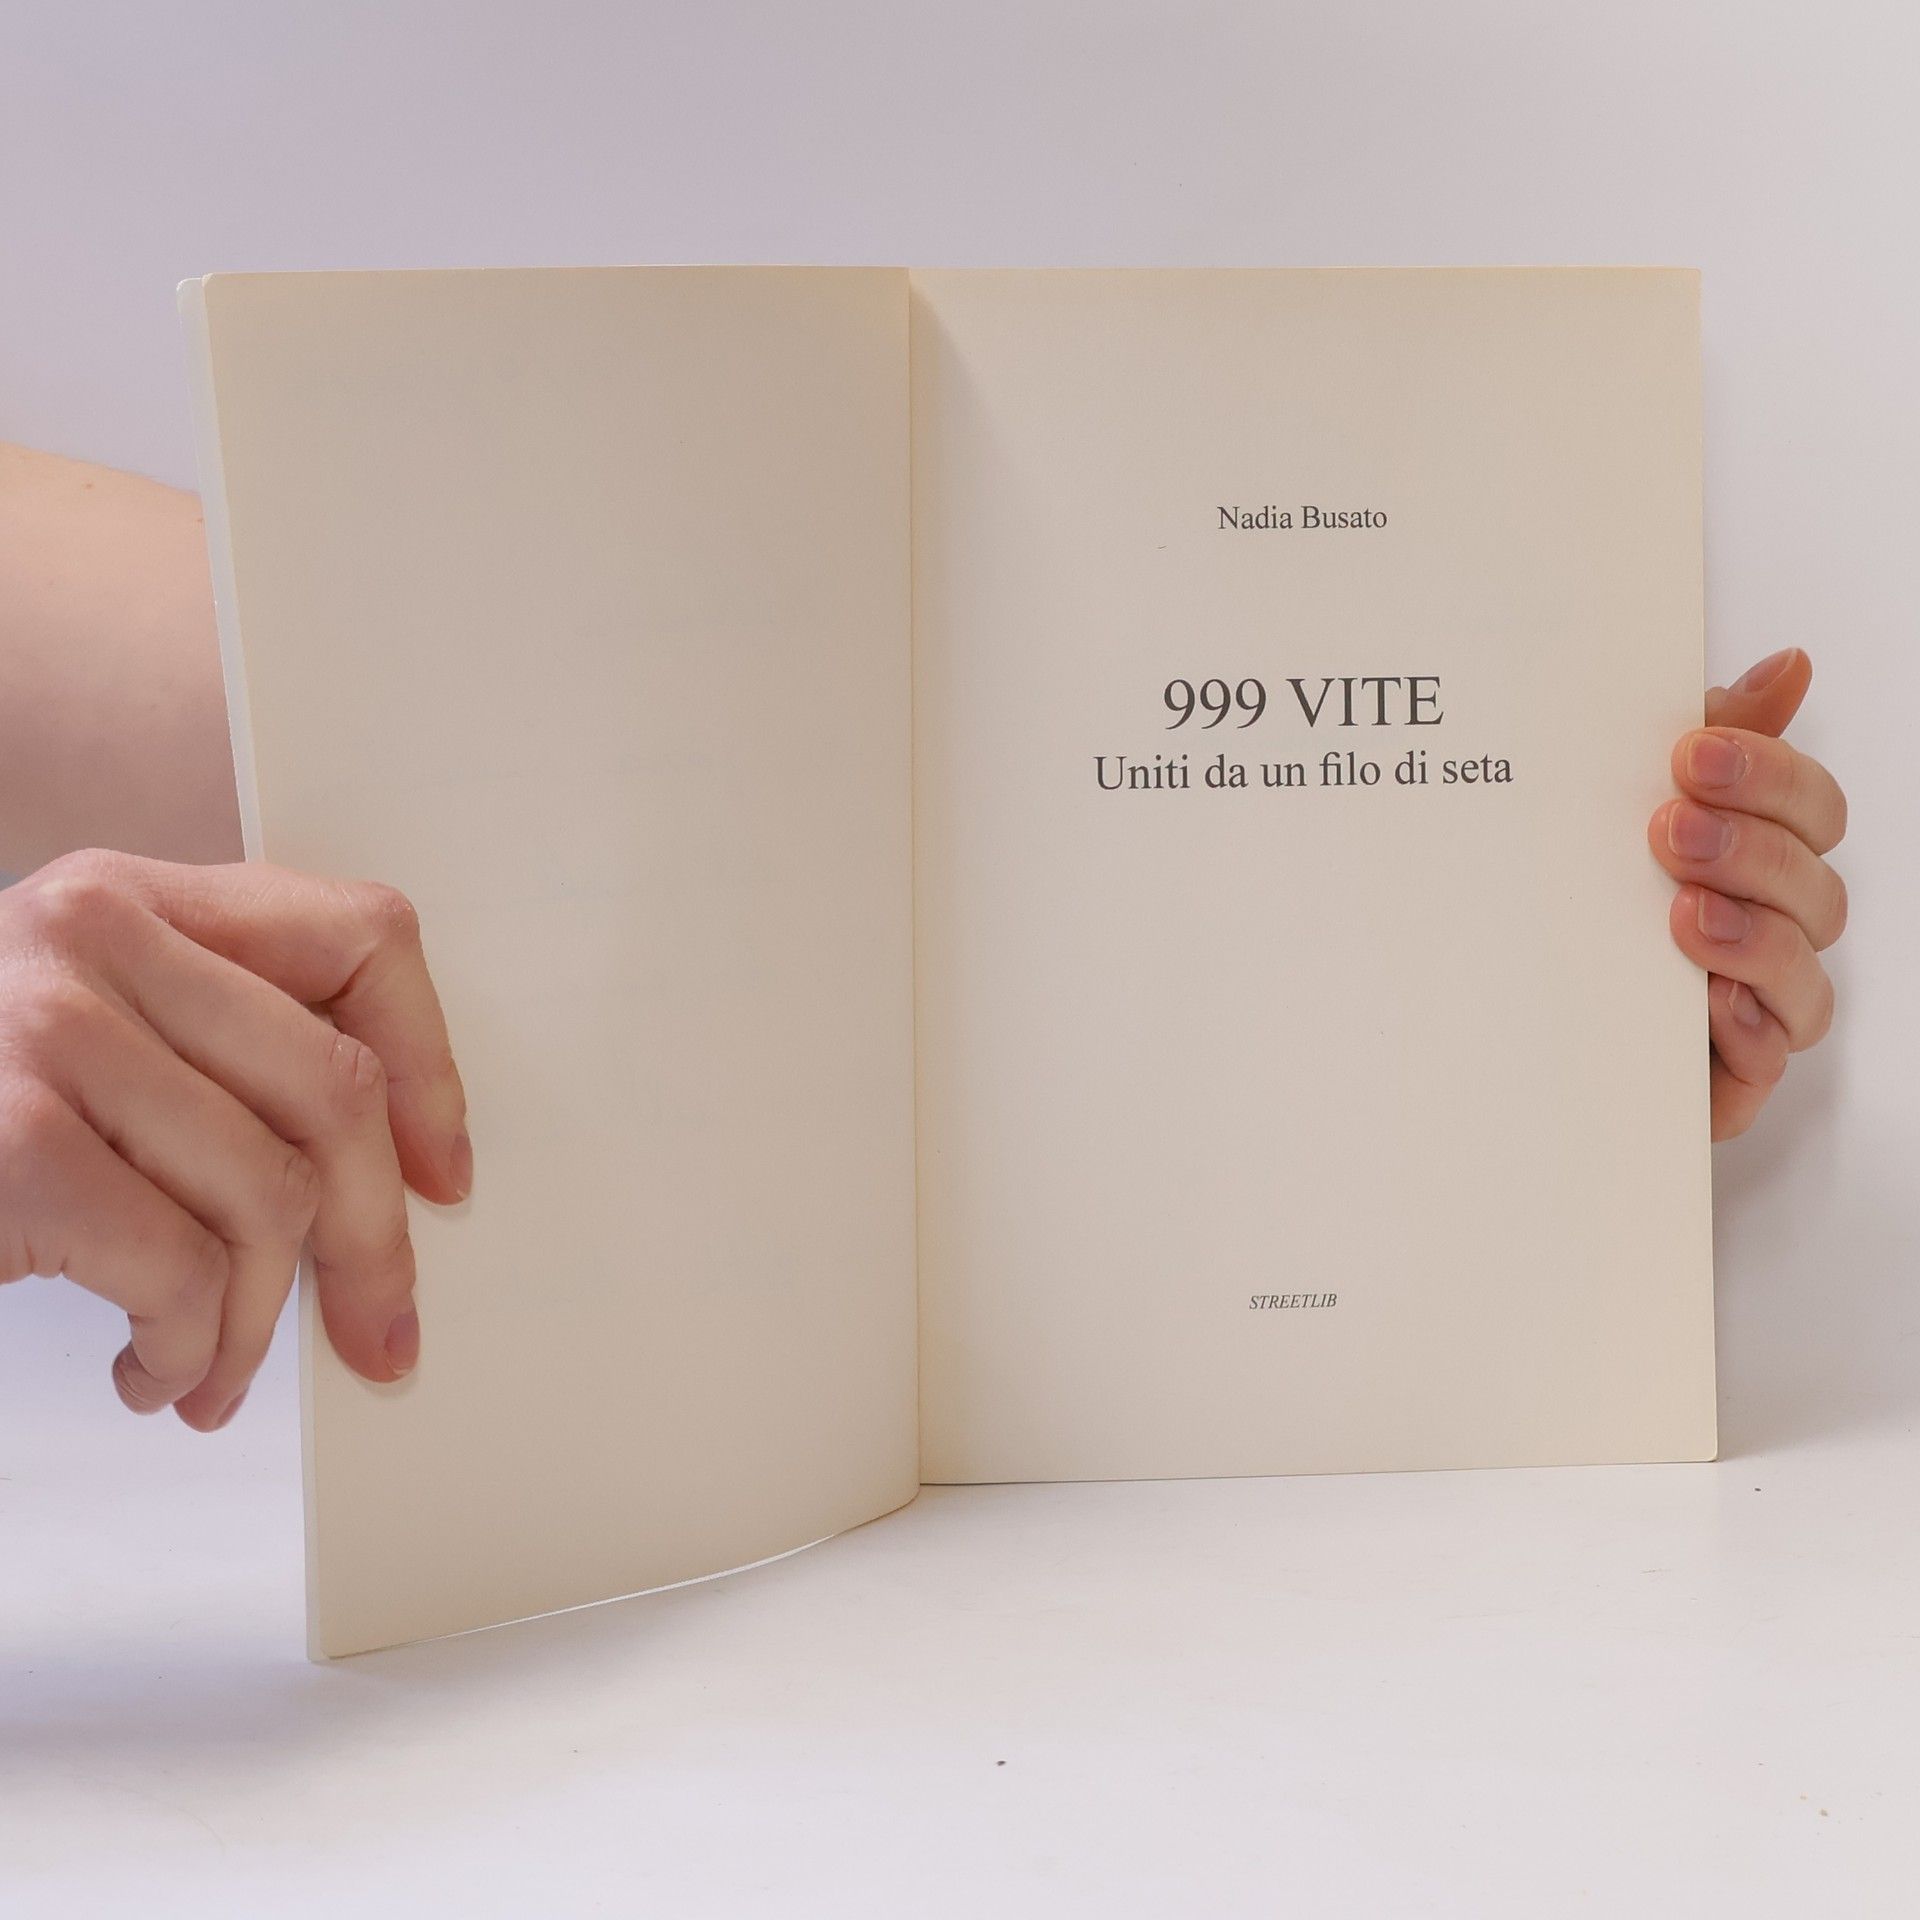 Nadia Busato
999 VITE
Uniti da un filo di seta
STREETLIB